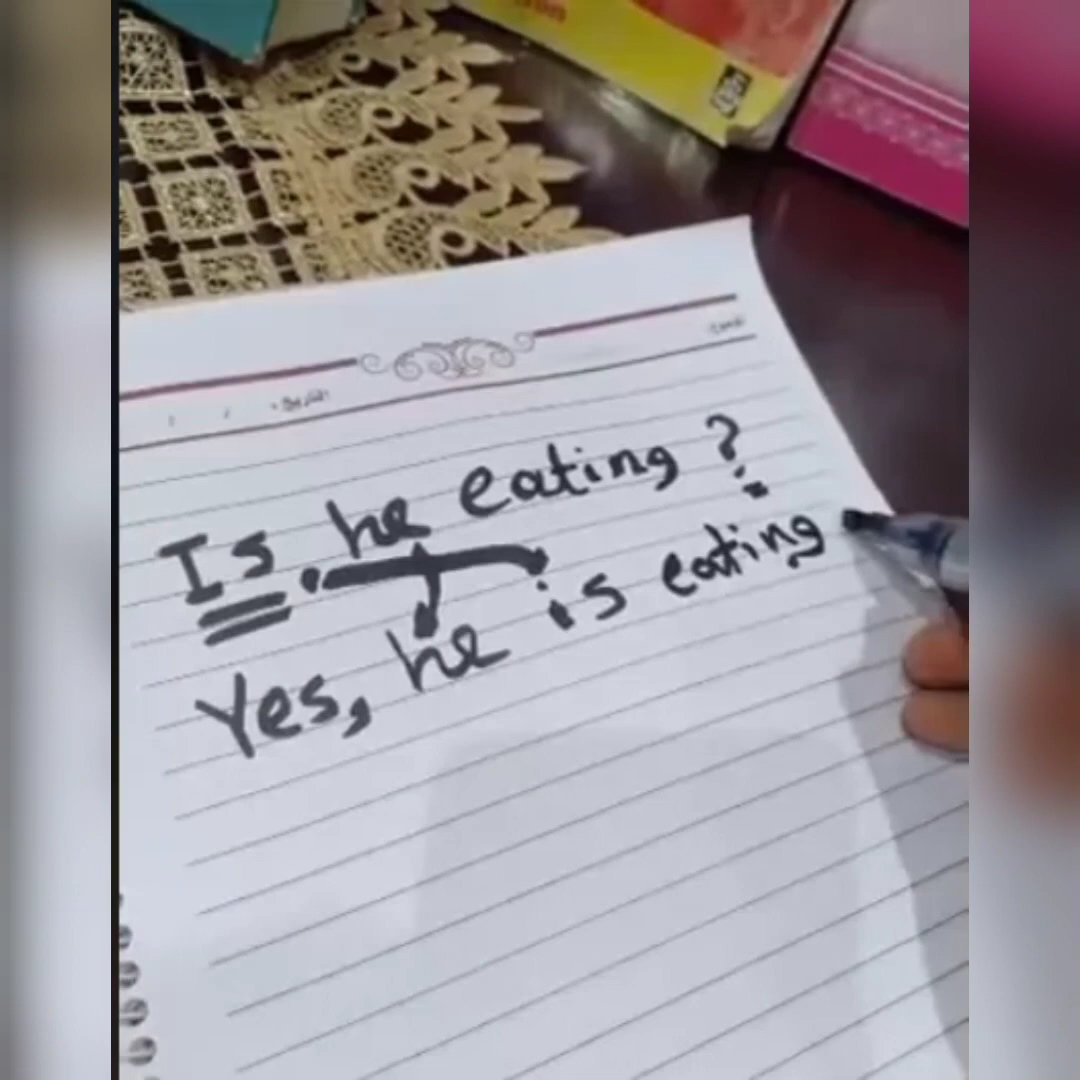 Is he eating ?
Yes, he is eating